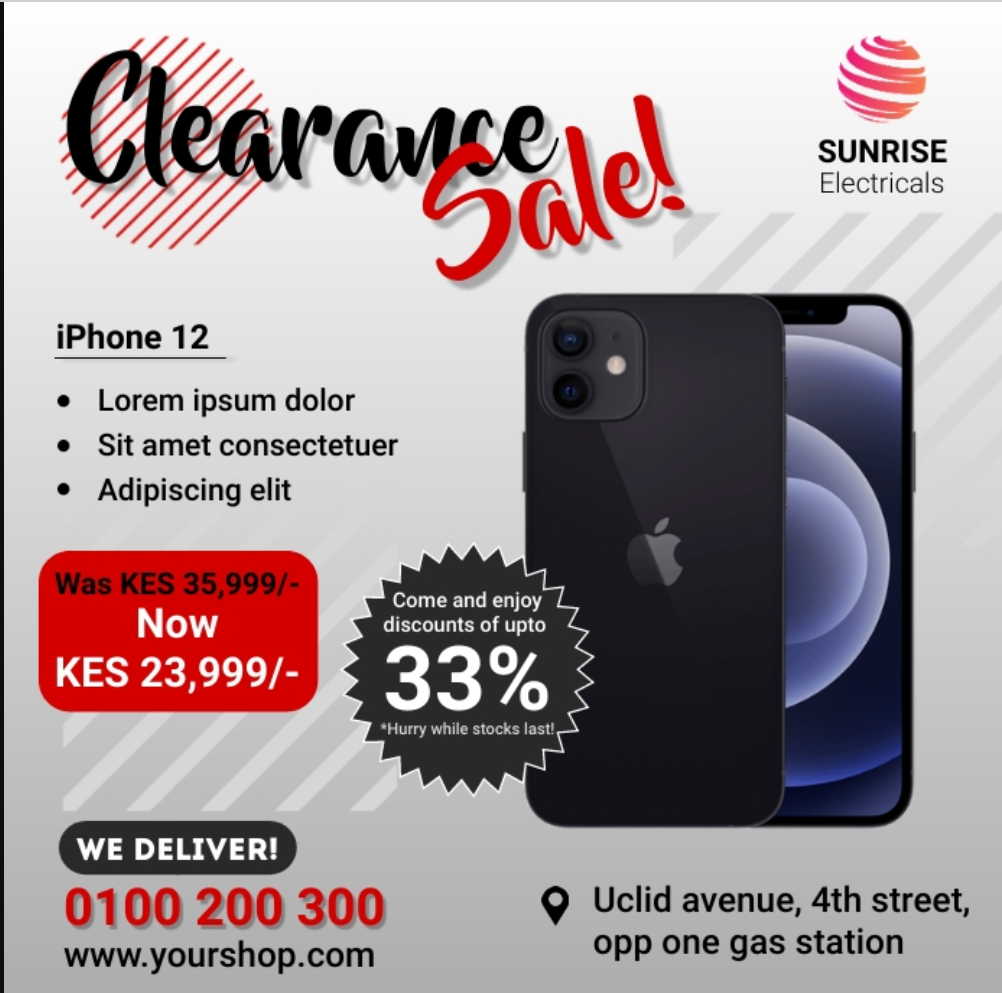 Clearance
Sale!
SUNRISE
Electricals
iPhone 12
• Lorem ipsum dolor
• Sit amet consectetuer
• Adipiscing elit
Was KES 35,999/-
Now
KES 23,999/-
Come and enjoy
discounts of upto
33%
*Hurry while stocks last!
WE DELIVER!
0100 200 300
www.yourshop.com
Uclid avenue, 4th street,
opp one gas station